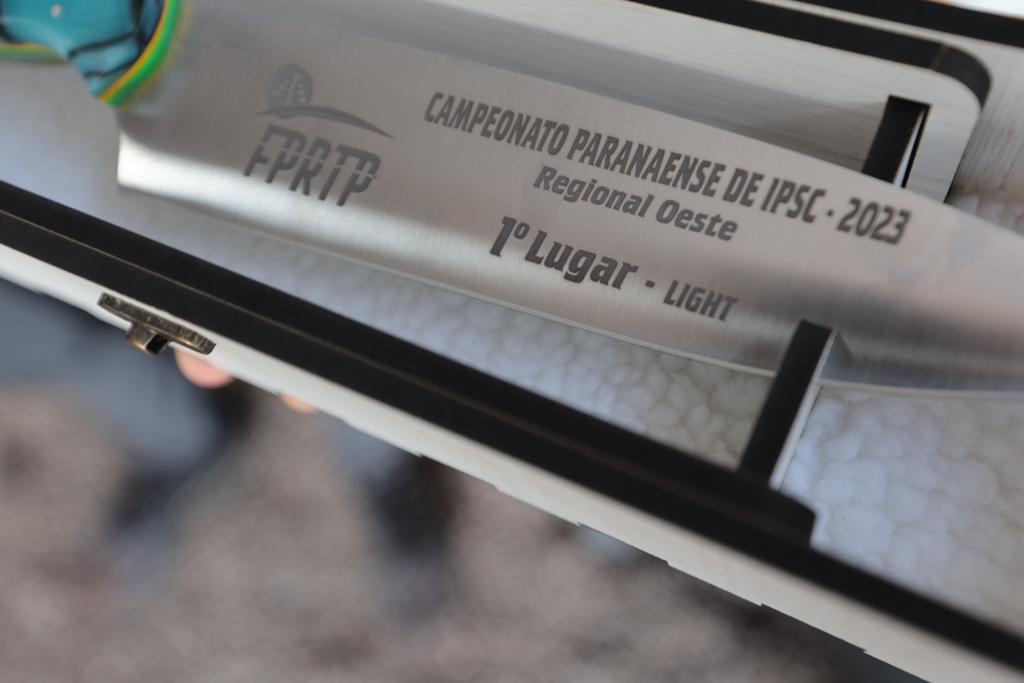 FPRTP
CAMPEONATO PARANAENSE DE IPSC · 2023
Regional Oeste
1º Lugar · LIGHT